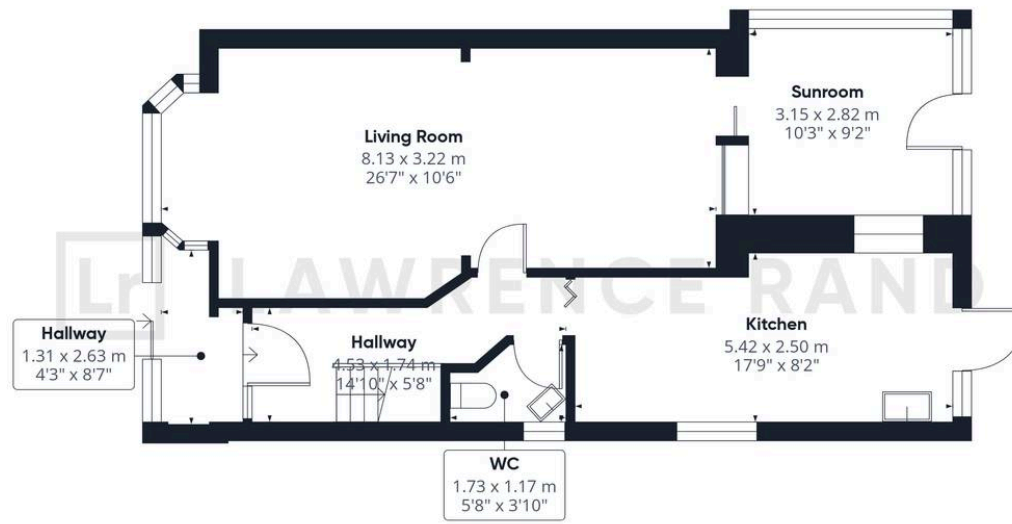 Sunroom
3.15 x 2.82 m
10'3" x 9'2"
Living Room
8.13 x 3.22 m
26'7" x 10'6"
Lr LAWRENCE RAND
Hallway
1.31 x 2.63 m
4'3" x 8'7"
Hallway
4.53 x 1.74 m
14'10" x 5'8"
Kitchen
5.42 x 2.50 m
17'9" x 8'2"
WC
1.73 x 1.17 m
5'8" x 3'10"